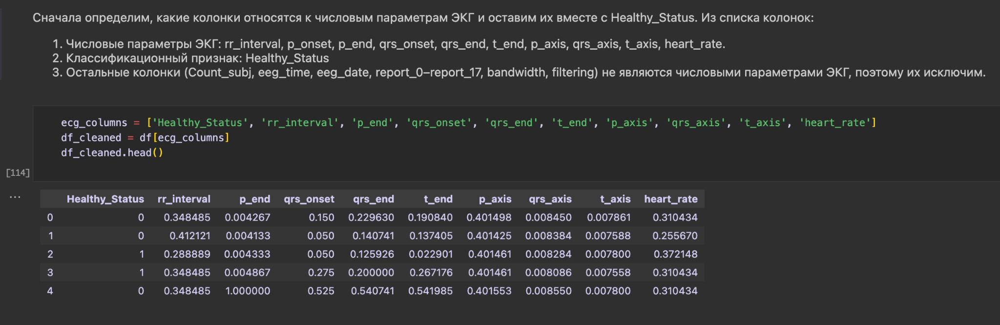 Сначала определим, какие колонки относятся к числовым параметрам ЭКГ и оставим их вместе с Healthy_Status. Из списка колонок:
1. Числовые параметры ЭКГ: rr_interval, p_onset, p_end, qrs_onset, qrs_end, t_end, p_axis, qrs_axis, t_axis, heart_rate.
2. Классификационный признак: Healthy_Status
3. Остальные колонки (Count_subj, eeg_time, eeg_date, report_0–report_17, bandwidth, filtering) не являются числовыми параметрами ЭКГ, поэтому их исключим.
ecg_columns = ['Healthy_Status', 'rr_interval', 'p_end', 'qrs_onset', 'qrs_end', 't_end', 'p_axis', 'qrs_axis', 't_axis', 'heart_rate']
df_cleaned = df[ecg_columns]
df_cleaned.head()
[114]
...
Healthy_Status rr_interval p_end qrs_onset qrs_end t_end p_axis qrs_axis t_axis heart_rate
0 0 0.348485 0.004267 0.150 0.229630 0.190840 0.401498 0.008450 0.007861 0.310434
1 0 0.412121 0.004133 0.050 0.140741 0.137405 0.401425 0.008384 0.007588 0.255670
2 1 0.288889 0.004333 0.050 0.125926 0.022901 0.401461 0.008284 0.007800 0.372148
3 1 0.348485 0.004867 0.275 0.200000 0.267176 0.401461 0.008086 0.007558 0.310434
4 0 0.348485 1.000000 0.525 0.540741 0.541985 0.401553 0.008550 0.007800 0.310434